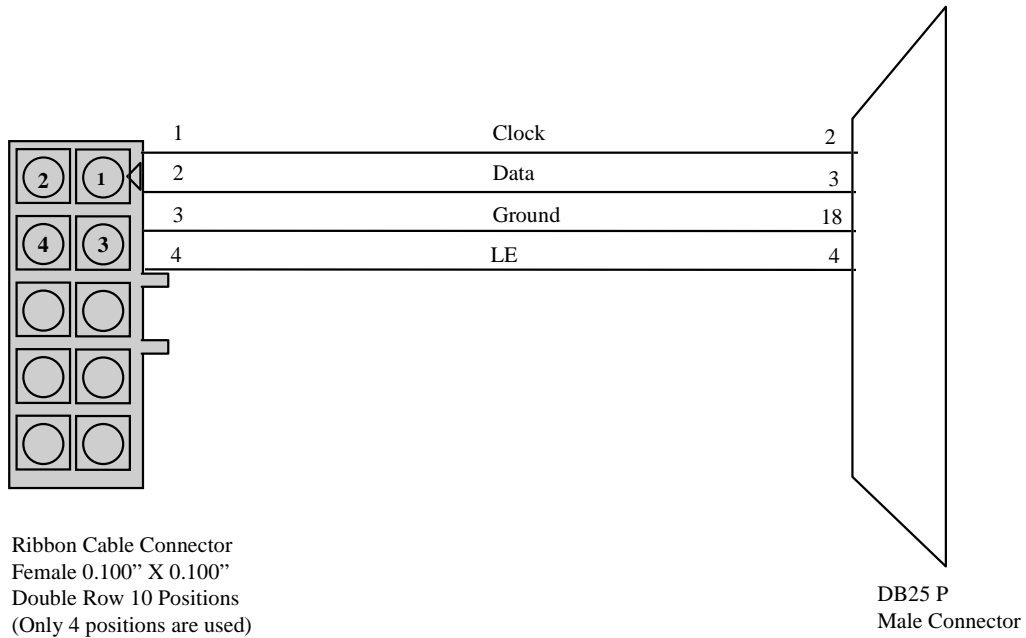 1 Clock 2
2 1 2 Data 3
3 Ground 18
4 3 4 LE 4
Ribbon Cable Connector
Female 0.100” X 0.100”
Double Row 10 Positions
(Only 4 positions are used)
DB25 P
Male Connector